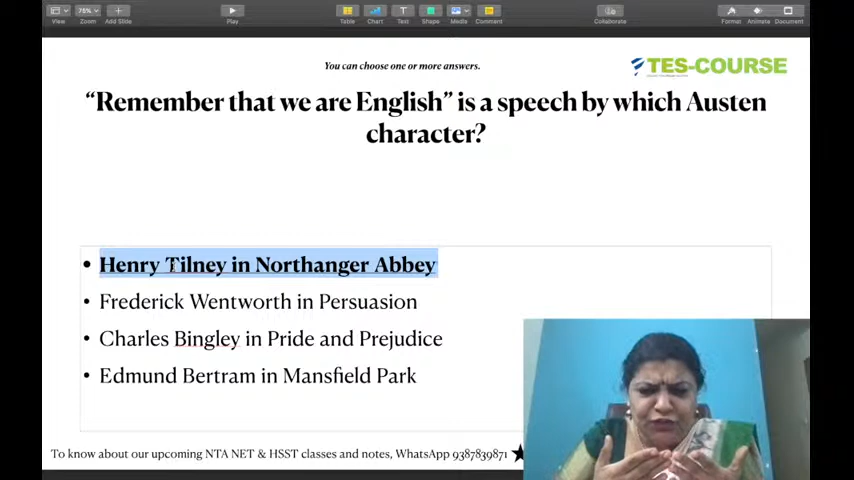 View
75%
Zoom
Add Slide
Play
Table
Chart
Text
Shape
Media
Comment
Collaborate
Format
Animate
Document
You can choose one or more answers.
TES-COURSE
“Remember that we are English” is a speech by which Austen
character?
• Henry Tilney in Northanger Abbey
• Frederick Wentworth in Persuasion
• Charles Bingley in Pride and Prejudice
• Edmund Bertram in Mansfield Park
To know about our upcoming NTA NET & HSST classes and notes, WhatsApp 9387839871